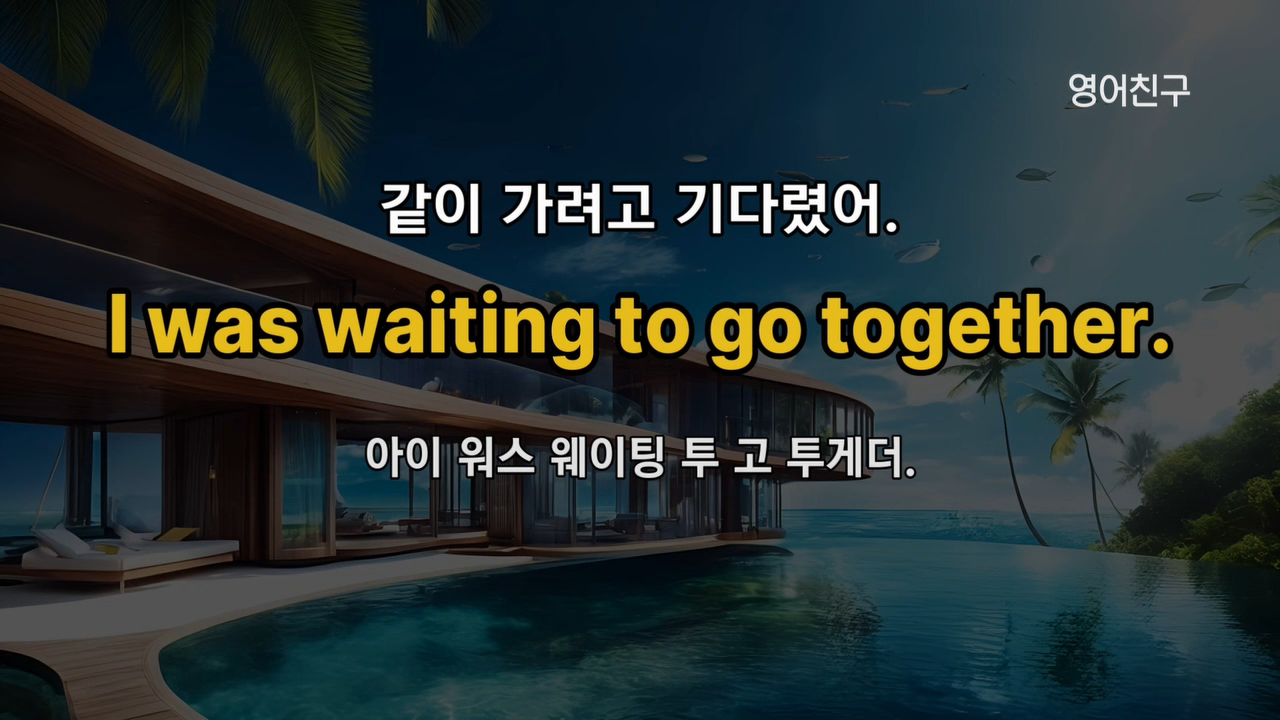 영어친구
같이 가려고 기다렸어.
I was waiting to go together.
아이 워스 웨이팅 투 고 투게더.